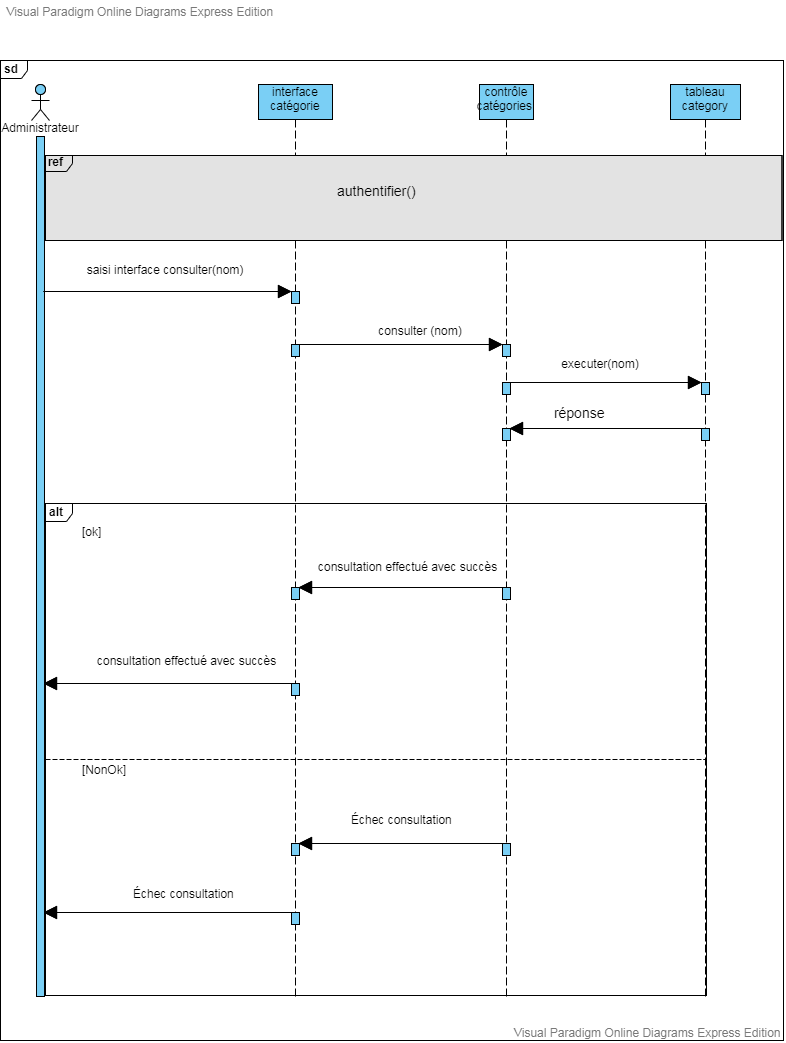 Visual Paradigm Online Diagrams Express Edition
sd
interface
catégorie
contrôle
catégories
tableau
category
Administrateur
ref
authentifier()
saisi interface consulter(nom)
consulter (nom)
executer(nom)
réponse
alt
[ok]
consultation effectué avec succès
consultation effectué avec succès
[NonOk]
Échec consultation
Échec consultation
Visual Paradigm Online Diagrams Express Edition